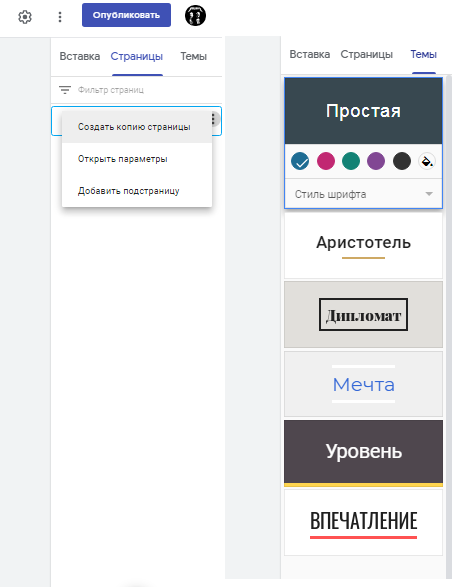 Опубликовать
Вставка Страницы Темы
Фильтр страниц
Создать копию страницы
Открыть параметры
Добавить подстраницу
Вставка Страницы Темы
Простая
Стиль шрифта
Аристотель
Дипломат
Мечта
Уровень
ВПЕЧАТЛЕНИЕ